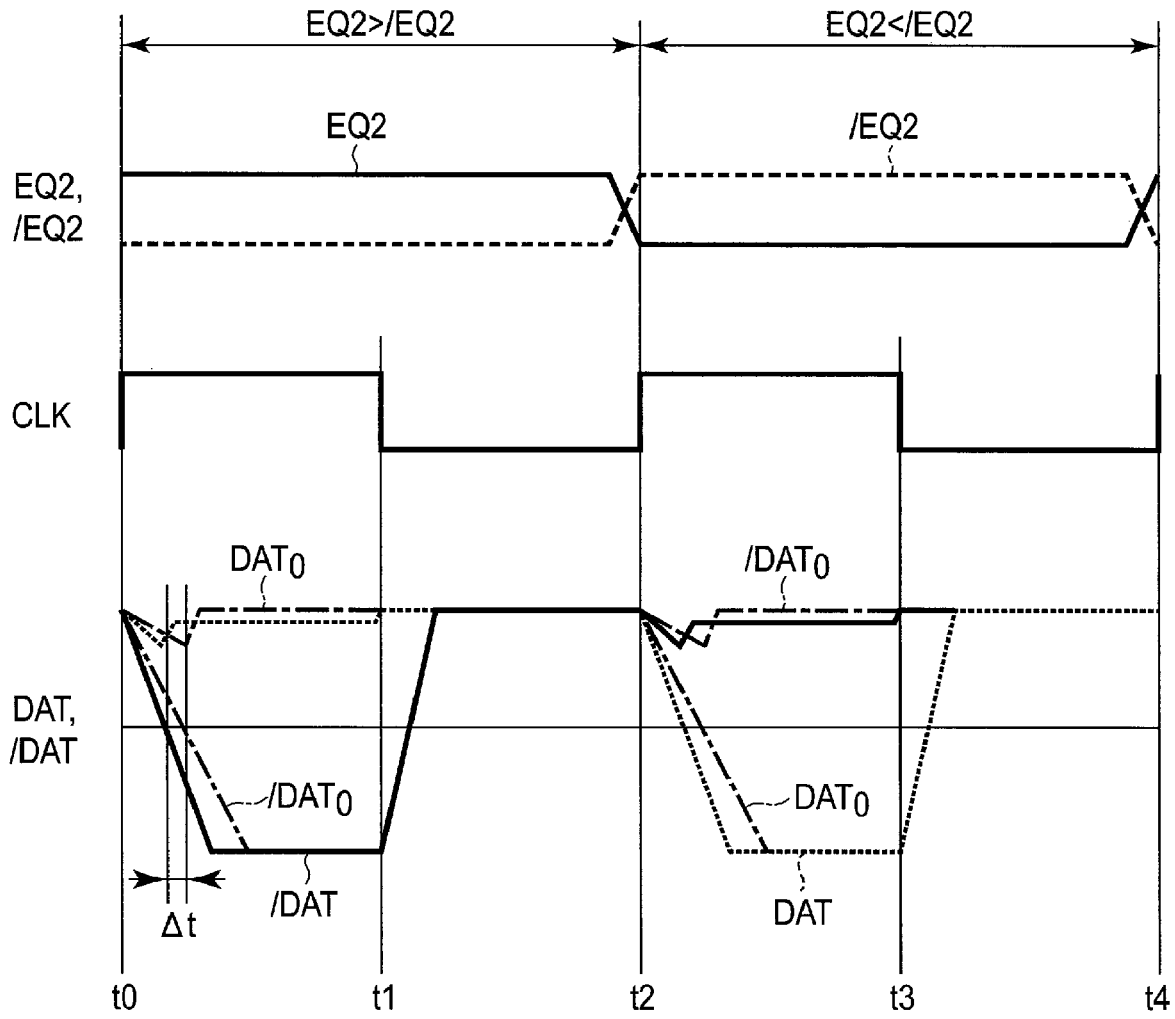 EQ2>/EQ2
EQ2</EQ2
EQ2
/EQ2
EQ2,
/EQ2
CLK
DAT0
/DAT0
DAT,
/DAT
/DAT0
DAT0
/DAT
DAT
Δt
t0
t1
t2
t3
t4